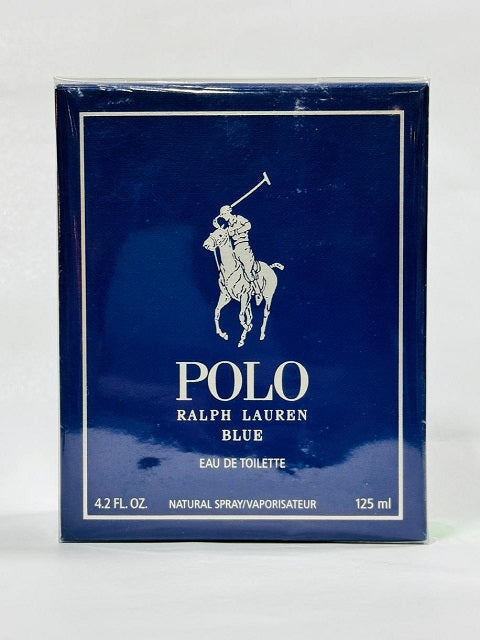 POLO
RALPH LAUREN
BLUE
EAU DE TOILETTE
4.2 FL. OZ. NATURAL SPRAY/VAPORISATEUR 125 ml